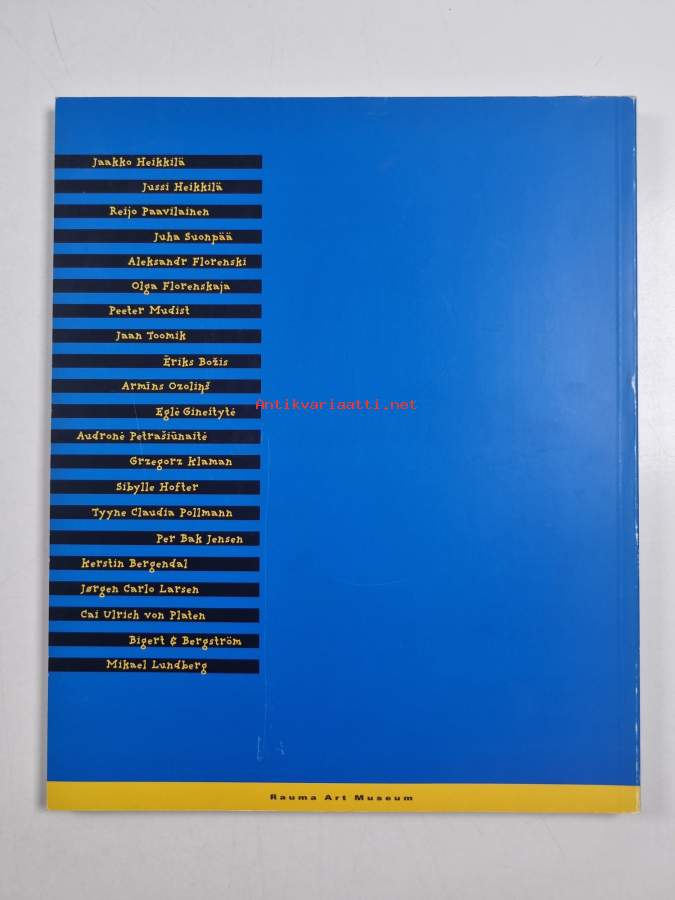 Jaakko Heikkilä
Jussi Heikkilä
Reijo Paavilainen
Juha Suonpää
Aleksandr Florenski
Olga Florenskaja
Peeter Mudist
Jaan Toomik
Ēriks Božis
Armīns Ozoliņš
Antikvariaatti.net
Eglė Gineitytė
Audronė Petrašiūnaitė
Grzegorz Klaman
Sibylle Hofter
Tyyne Claudia Pollmann
Per Bak Jensen
Kerstin Bergendal
Jørgen Carlo Larsen
Cai Ulrich von Platen
Bigert & Bergström
Mikael Lundberg
Rauma Art Museum